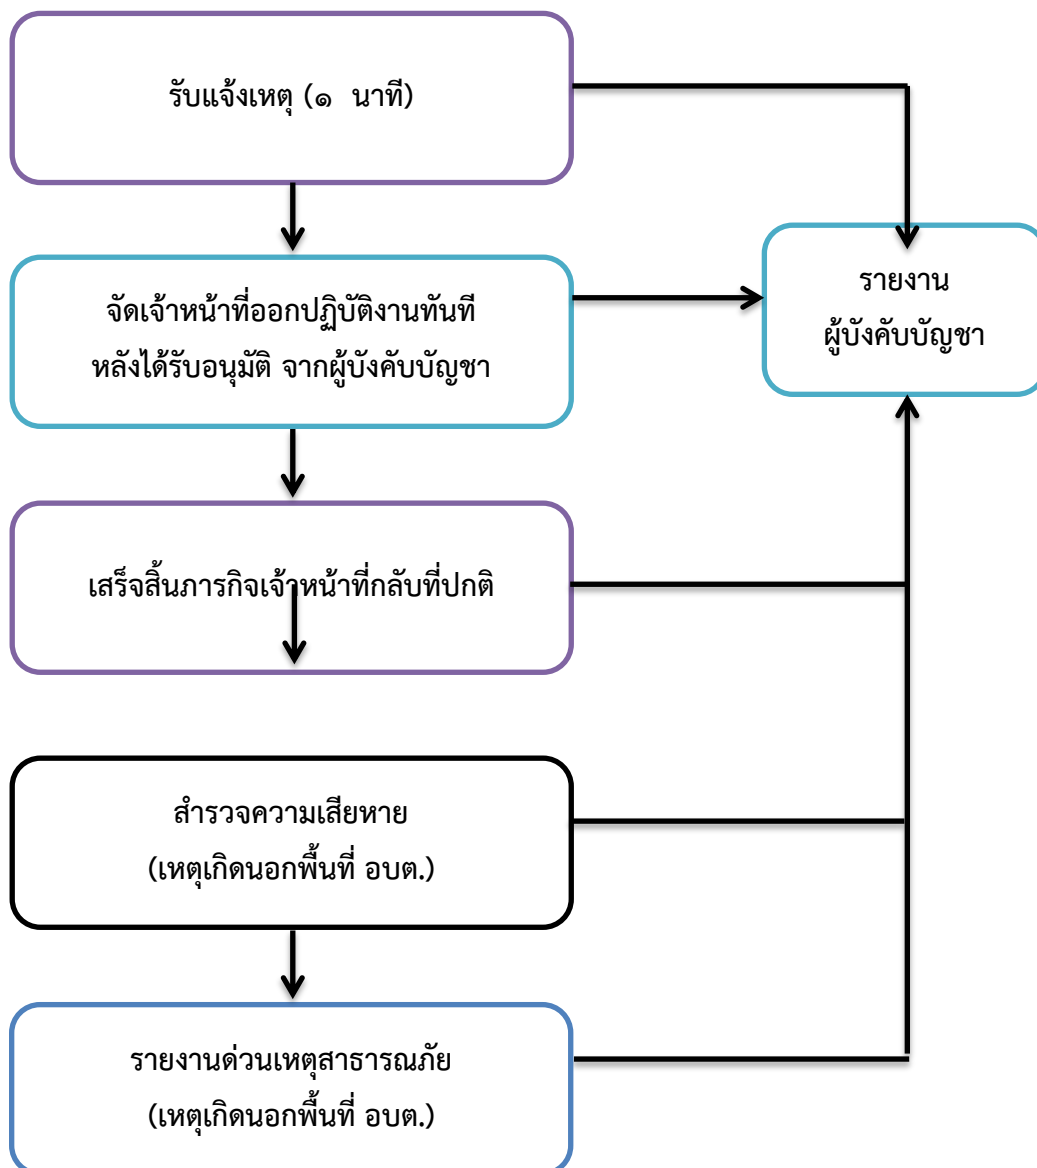 รับแจ้งเหตุ (๑  นาที)
จัดเจ้าหน้าที่ออกปฏิบัติงานทันที
หลังได้รับอนุมัติ จากผู้บังคับบัญชา
รายงาน
ผู้บังคับบัญชา
เสร็จสิ้นภารกิจเจ้าหน้าที่กลับที่ปกติ
สำรวจความเสียหาย
(เหตุเกิดนอกพื้นที่ อบต.)
รายงานด่วนเหตุสาธารณภัย
(เหตุเกิดนอกพื้นที่ อบต.)